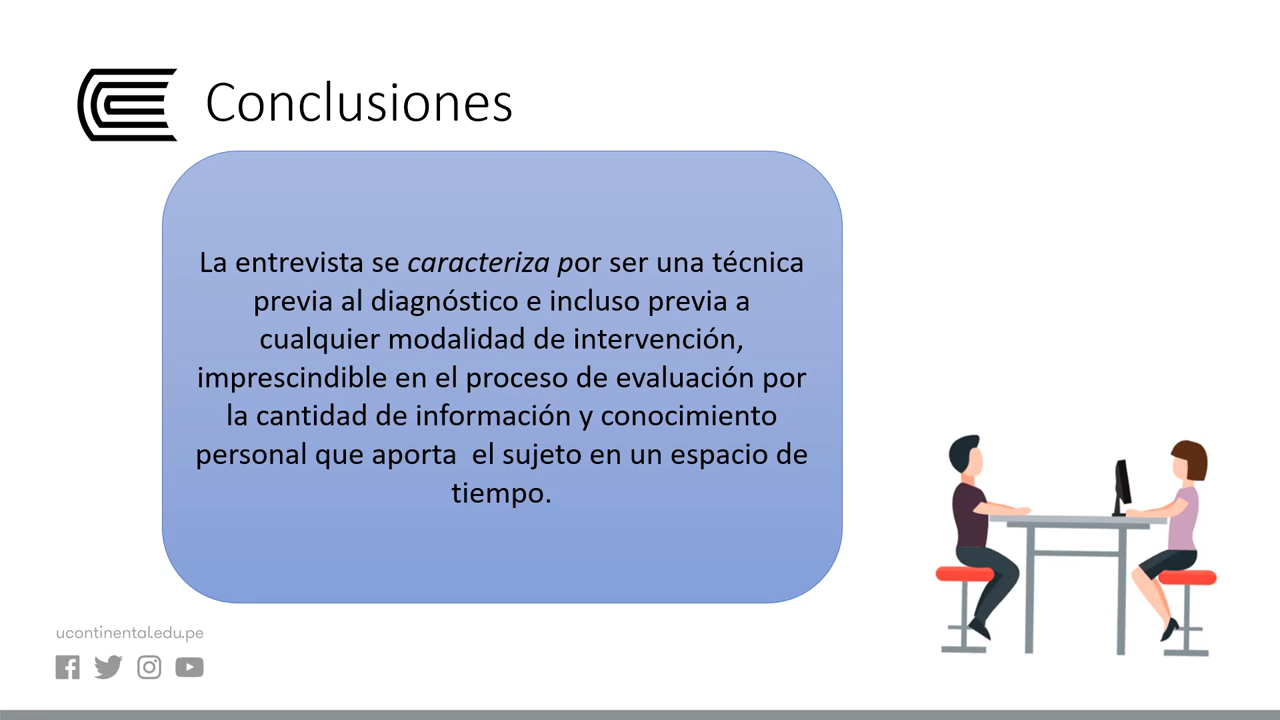 Conclusiones
La entrevista se caracteriza por ser una técnica
previa al diagnóstico e incluso previa a
cualquier modalidad de intervención,
imprescindible en el proceso de evaluación por
la cantidad de información y conocimiento
personal que aporta  el sujeto en un espacio de
tiempo.
ucontinental.edu.pe